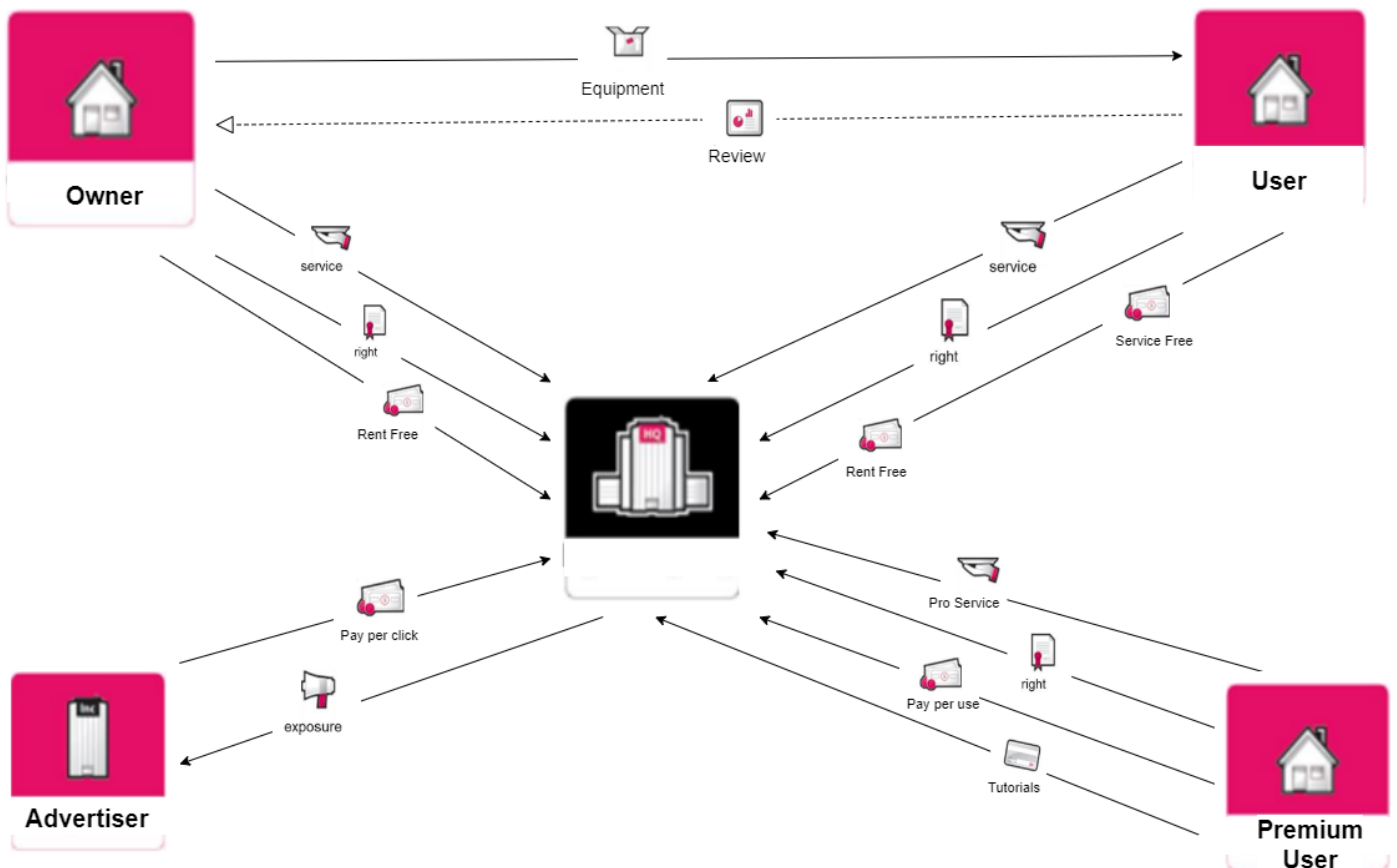 Equipment
Review
Owner
User
service
service
right
right
Service Free
Rent Free
Rent Free
HQ
Pay per click
Pro Service
right
Pay per use
exposure
Inc
Tutorials
Advertiser
Premium
User